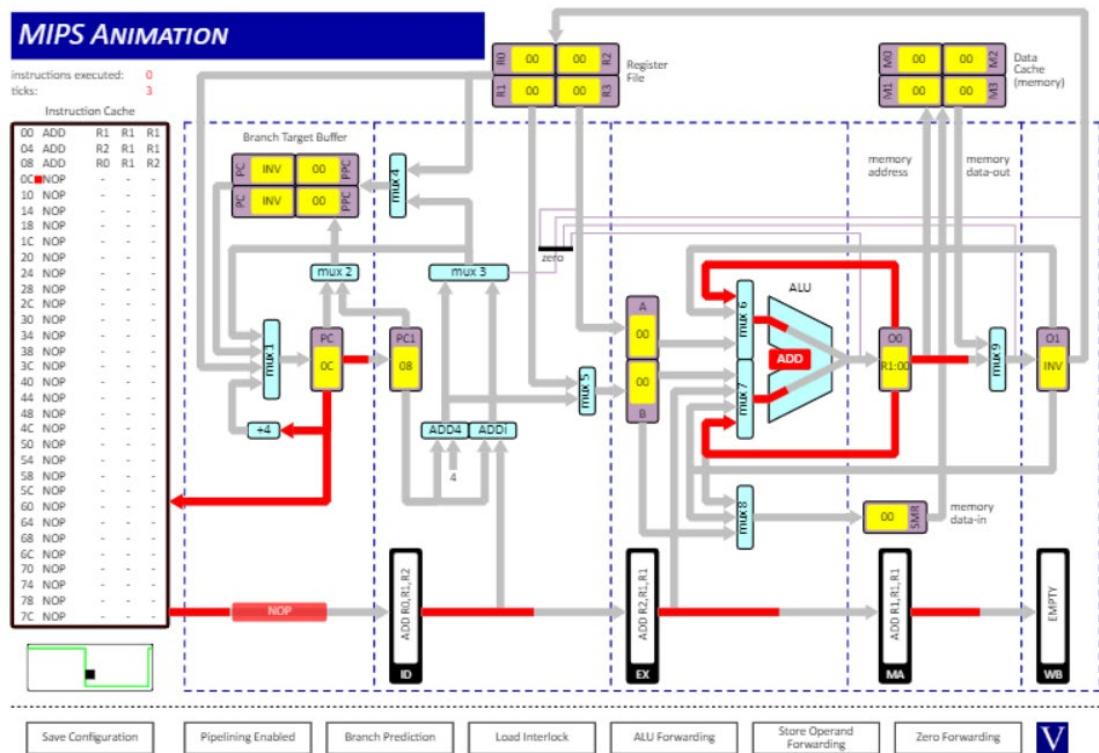 MIPS ANIMATION
instructions executed: 0
ticks: 3
Instruction Cache
00 ADD R1 R1 R1
04 ADD R2 R1 R1
08 ADD R0 R1 R2
0C NOP - - -
10 NOP - - -
14 NOP - - -
18 NOP - - -
1C NOP - - -
20 NOP - - -
24 NOP - - -
28 NOP - - -
2C NOP - - -
30 NOP - - -
34 NOP - - -
38 NOP - - -
3C NOP - - -
40 NOP - - -
44 NOP - - -
48 NOP - - -
4C NOP - - -
50 NOP - - -
54 NOP - - -
58 NOP - - -
5C NOP - - -
60 NOP - - -
64 NOP - - -
68 NOP - - -
6C NOP - - -
70 NOP - - -
74 NOP - - -
78 NOP - - -
7C NOP - - -
R0 00 00 R2
R1 00 00 R3
Register
File
M0 00 00 M2
M1 00 00 M3
Data
Cache
(memory)
Branch Target Buffer
PC INV 00 PPC
PC INV 00 PPC
mux 4
memory
address
memory
data-out
zero
mux 2
mux 3
mux 1
PC
0C
PC1
08
+4
ADD4
ADDi
4
mux 5
A
00
00
B
mux 6
mux 7
ALU
ADD
O0
R1:00
mux 9
O1
INV
mux 8
00 SMR
memory
data-in
NOP
ADD R0,R1,R2
ID
ADD R2,R1,R1
EX
ADD R1,R1,R1
MA
EMPTY
WB
Save Configuration
Pipelining Enabled
Branch Prediction
Load Interlock
ALU Forwarding
Store Operand
Forwarding
Zero Forwarding
V